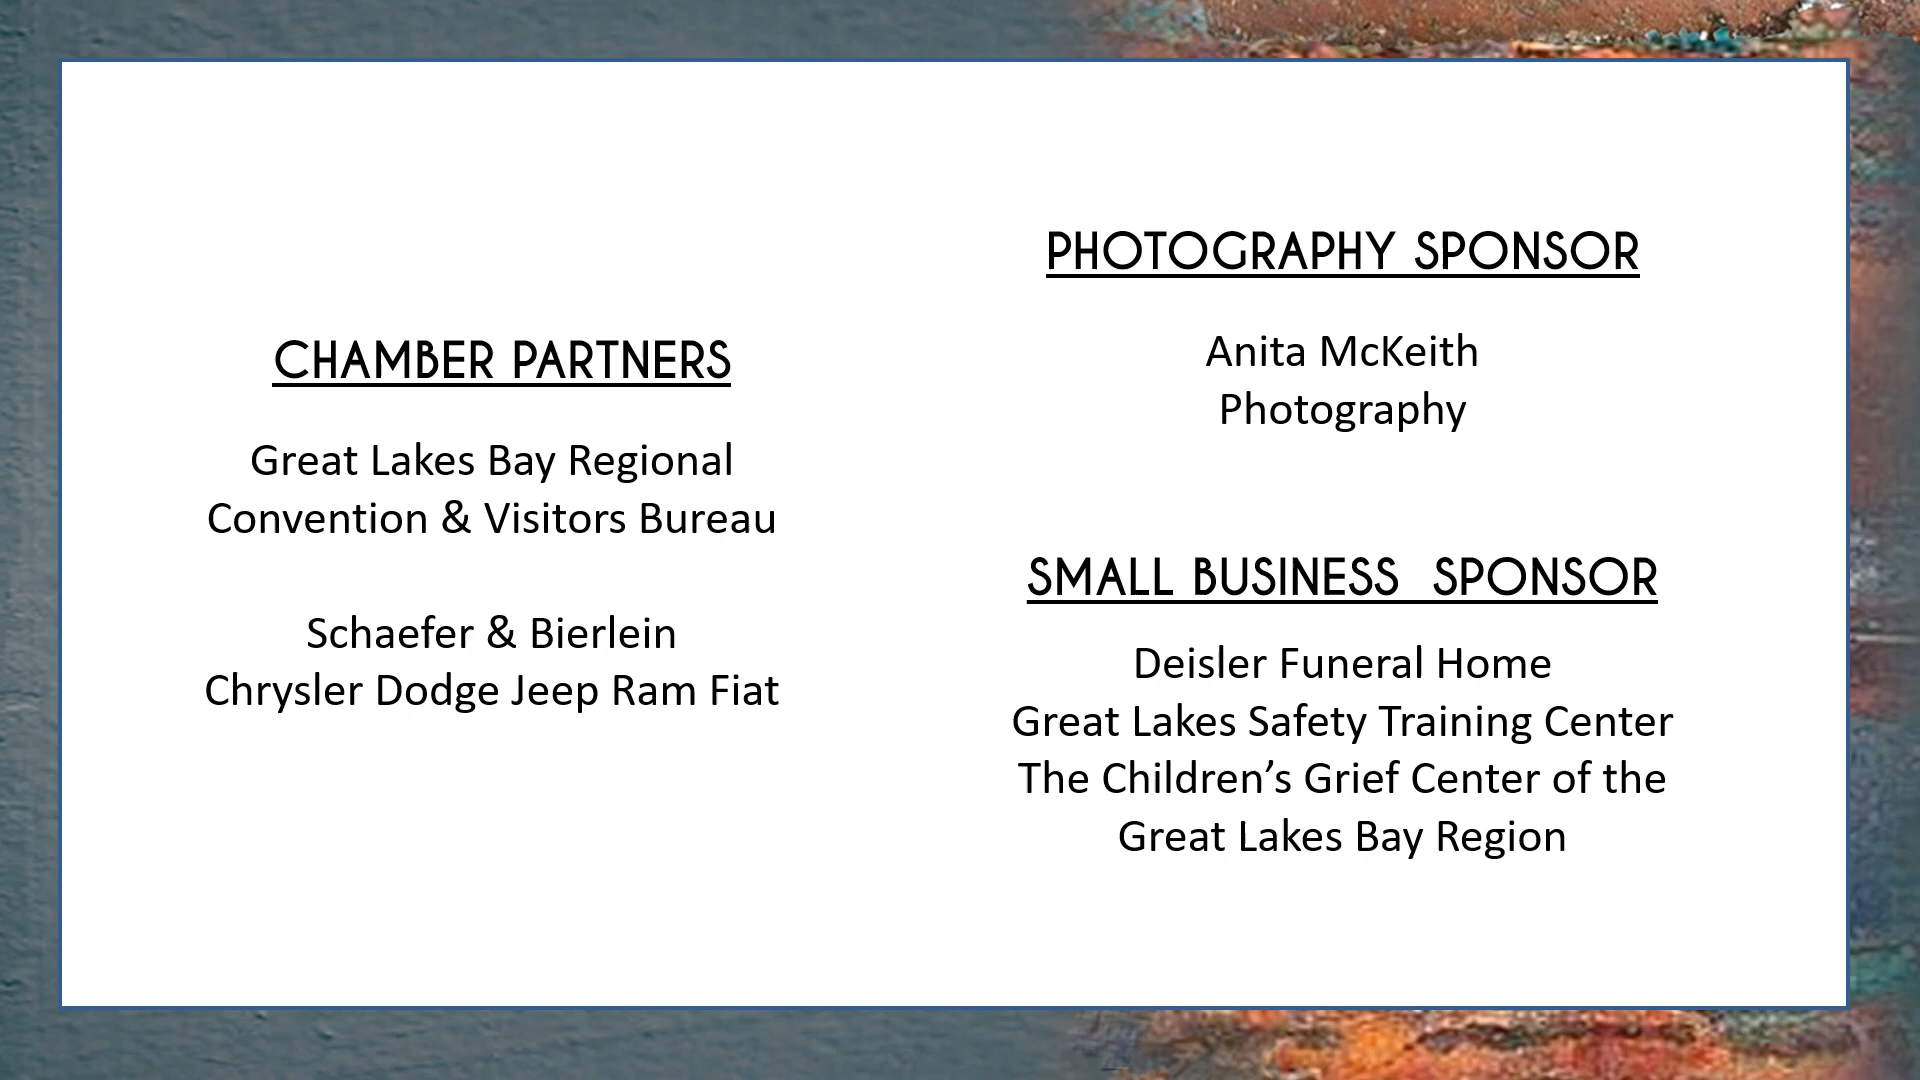 CHAMBER PARTNERS
Great Lakes Bay Regional
Convention & Visitors Bureau
Schaefer & Bierlein
Chrysler Dodge Jeep Ram Fiat
PHOTOGRAPHY SPONSOR
Anita McKeith
Photography
SMALL BUSINESS  SPONSOR
Deisler Funeral Home
Great Lakes Safety Training Center
The Children’s Grief Center of the
Great Lakes Bay Region